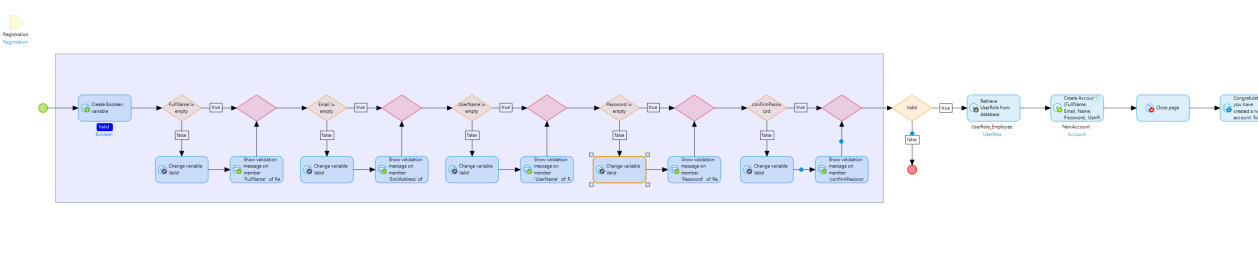 Registration
Registration
Create Boolean
variable
Valid
Boolean
FullName !=
empty
true
false
Change variable
Valid
Show validation
message on
member
'FullName' of Re
Email !=
empty
true
false
Change variable
Valid
Show validation
message on
member
'EmilAddress' of
UserName !=
empty
true
false
Change variable
Valid
Show validation
message on
member
'UserName' of R
Password !=
empty
true
false
Change variable
Valid
Show validation
message on
member
'Password' of Re
confirmPassw
ord
true
false
Change variable
Valid
Show validation
message on
member
'confirmPasswor
Valid
true
false
Retrieve
UserRole from
database
UserRole_Employee
UserRole
Create Account
(FullName,
Email, Name,
Password, UserR
NewAccount
Account
Close page
Congratulat
you have
created a ne
account fo